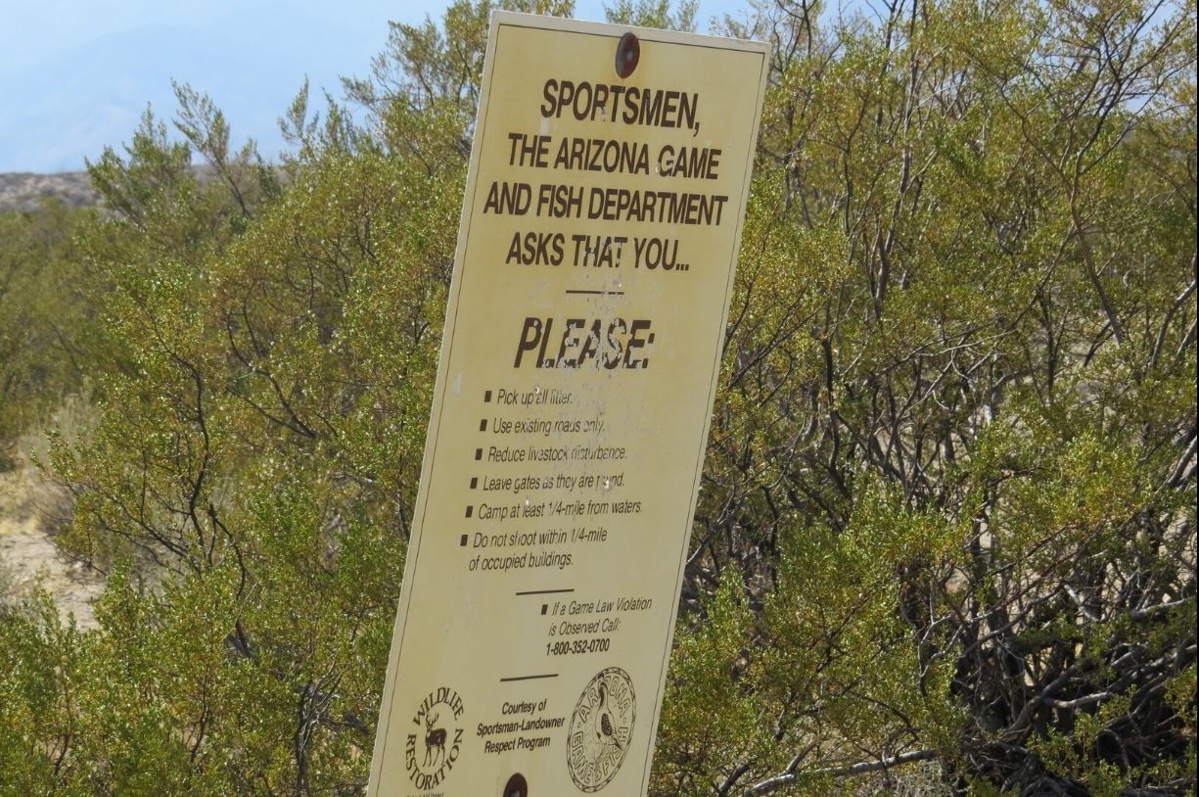 SPORTSMEN,
THE ARIZONA GAME
AND FISH DEPARTMENT
ASKS THAT YOU...
PLEASE:
■ Pick up all litter.
■ Use existing roads only.
■ Reduce livestock disturbance.
■ Leave gates as they are found.
■ Camp at least 1/4-mile from waters.
■ Do not shoot within 1/4-mile
of occupied buildings.
■ If a Game Law Violation
is Observed Call:
1-800-352-0700
WILDLIFE
RESTORATION
Courtesy of
Sportsman-Landowner
Respect Program
ARIZONA
GAME & FISH